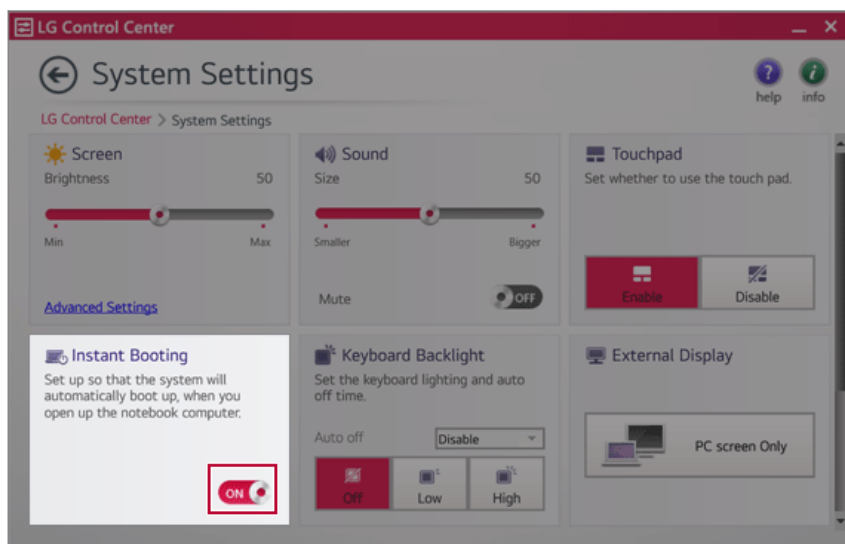 LG Control Center
System Settings
help
info
LG Control Center > System Settings
Screen
Brightness 50
Min Max
Advanced Settings
Sound
Size 50
Smaller Bigger
Mute OFF
Touchpad
Set whether to use the touch pad.
Enable Disable
Instant Booting
Set up so that the system will
automatically boot up, when you
open up the notebook computer.
ON
Keyboard Backlight
Set the keyboard lighting and auto
off time.
Auto off Disable
Off Low High
External Display
PC screen Only